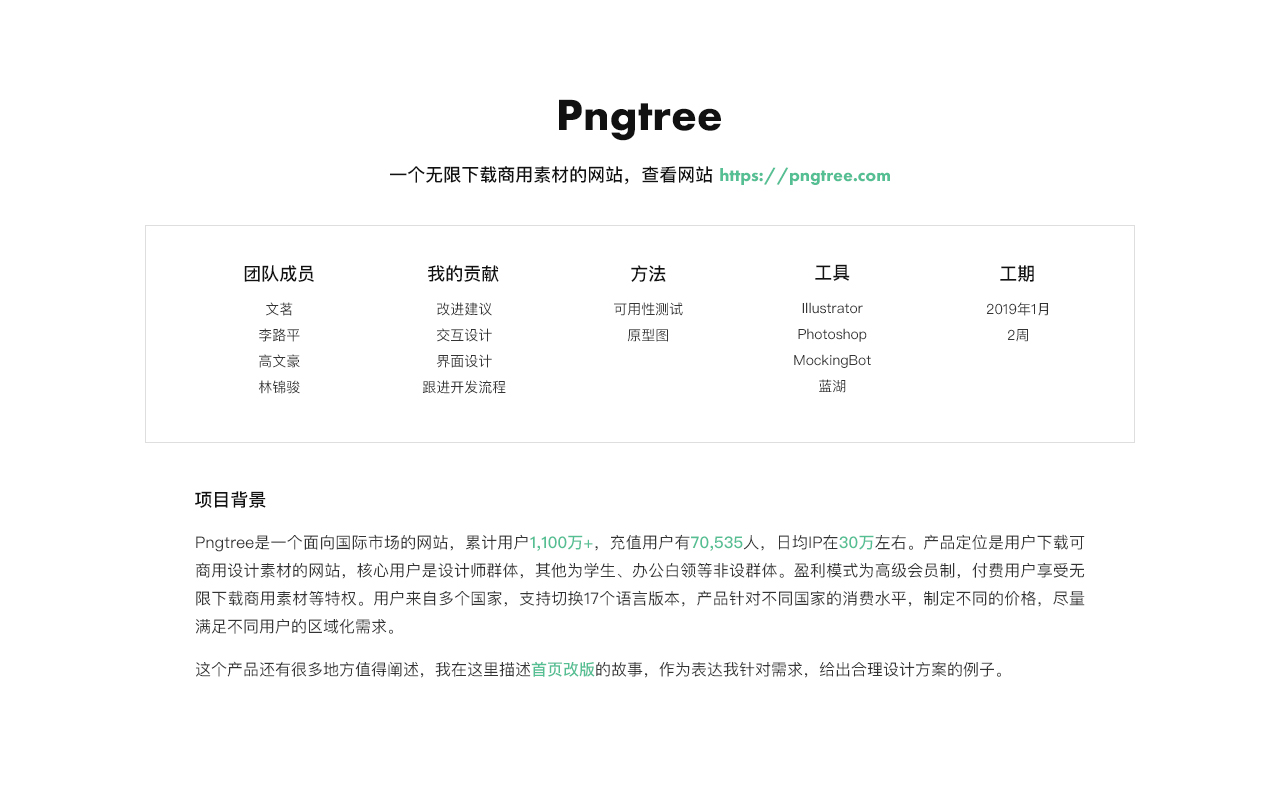 Pngtree
一个无限下载商用素材的网站，查看网站 https://pngtree.com
团队成员
文茗
李路平
高文豪
林锦骏
我的贡献
改进建议
交互设计
界面设计
跟进开发流程
方法
可用性测试
原型图
工具
Illustrator
Photoshop
MockingBot
蓝湖
工期
2019年1月
2周
项目背景
Pngtree是一个面向国际市场的网站，累计用户1,100万+，充值用户有70,535人，日均IP在30万左右。产品定位是用户下载可
商用设计素材的网站，核心用户是设计师群体，其他为学生、办公白领等非设群体。盈利模式为高级会员制，付费用户享受无
限下载商用素材等特权。用户来自多个国家，支持切换17个语言版本，产品针对不同国家的消费水平，制定不同的价格，尽量
满足不同用户的区域化需求。
这个产品还有很多地方值得阐述，我在这里描述首页改版的故事，作为表达我针对需求，给出合理设计方案的例子。